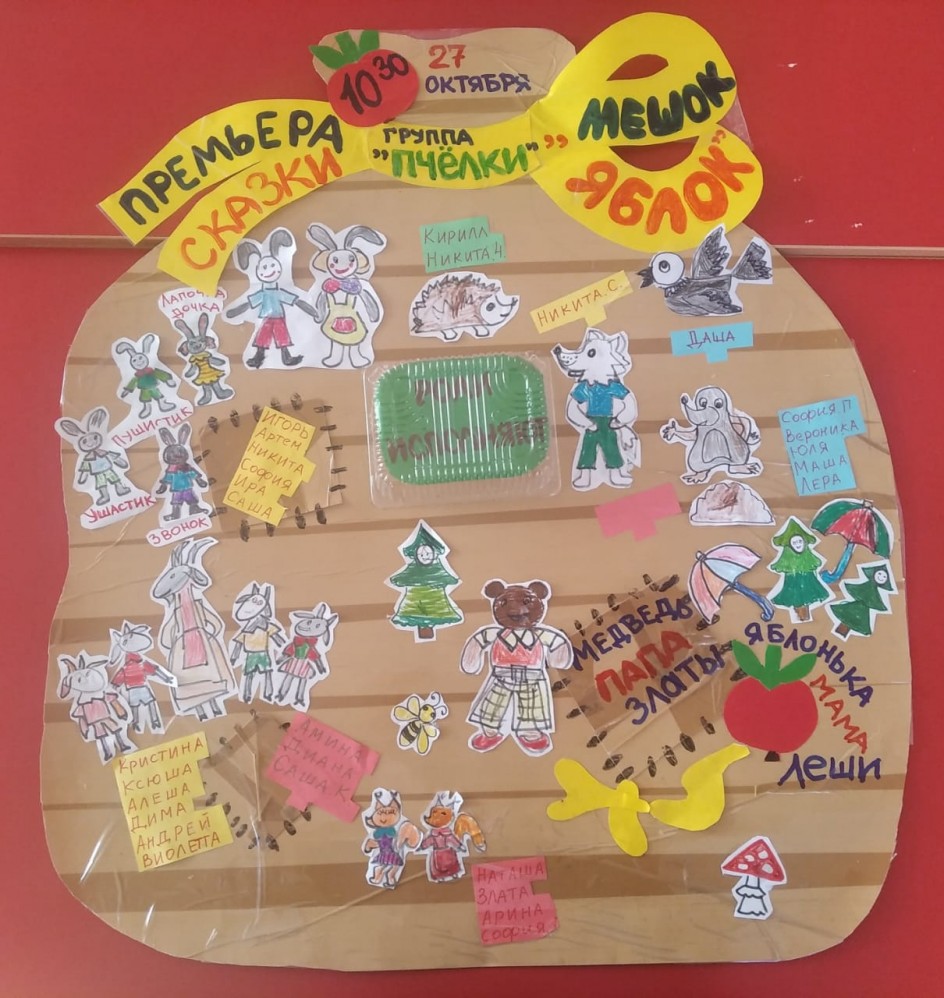 10 30
27
ОКТЯБРЯ
ПРЕМЬЕРА
СКАЗКИ
ГРУППА
"ПЧЁЛКИ"
"МЕШОК
ЯБЛОК"
КИРИЛЛ
НИКИТА.Ч.
НИКИТА.С.
ДАША
ЛАПОЧКА
ДОЧКА
ПУШИСТИК
УШАСТИК
ЗВОНОК
ИГОРЬ
Артем
НИКИТА
СОФИЯ
ИРА
САША
РОЛИ
ИСПОЛНЯЮТ
СОФИЯ.П
Вероника
ЮЛЯ
МАША
ЛЕРА
МЕДВЕДЬ
ПАПА
ЗЛАТЫ
ЯБЛОНЬКА
МАМА
ЛЕШИ
КРИСТИНА
КСЮША
АЛЕША
ДИМА
АНДРЕЙ
ВИОЛЕТТА
АМИНА
ДИАНА
САША К
НАТАША
ЗЛАТА
АРИНА
СОФИЯ